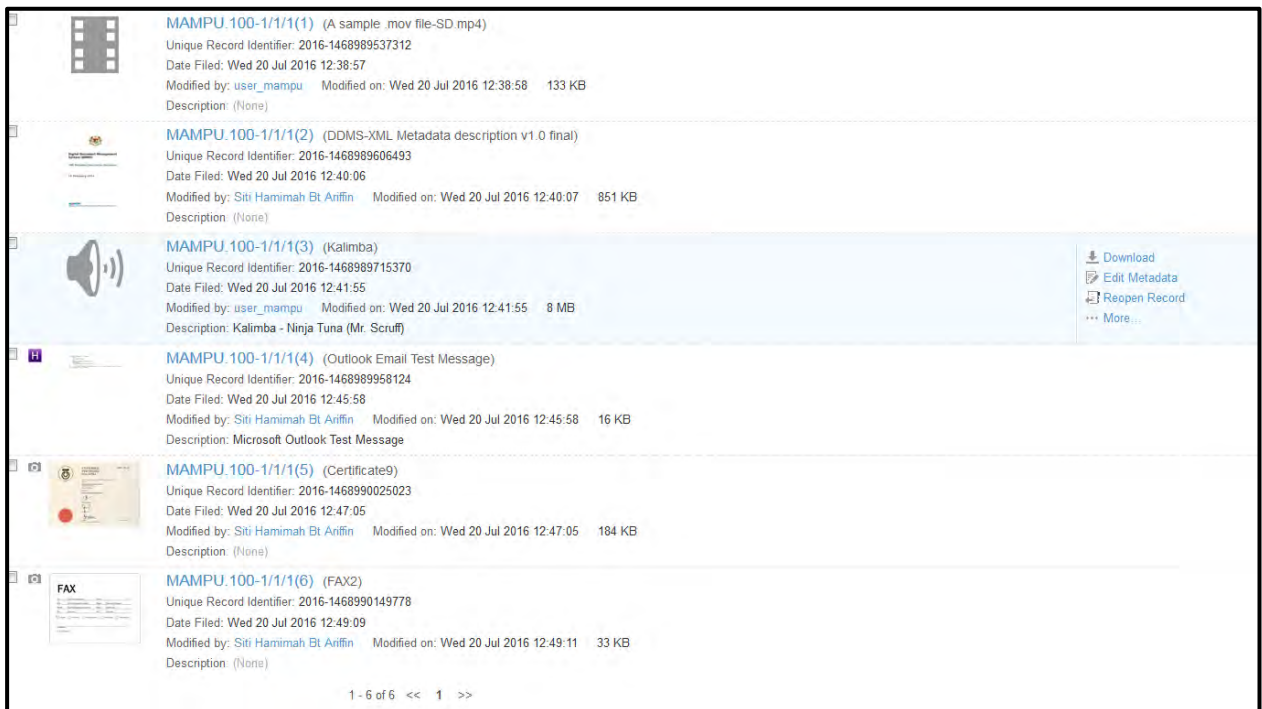 MAMPU.100-1/1/1(1) (A sample .mov file-SD.mp4)
Unique Record Identifier: 2016-1468989537312
Date Filed: Wed 20 Jul 2016 12:38:57
Modified by: user_mampu Modified on: Wed 20 Jul 2016 12:38:58 133 KB
Description: (None)
MAMPU.100-1/1/1(2) (DDMS-XML Metadata description v1.0 final)
Unique Record Identifier: 2016-1468989606493
Date Filed: Wed 20 Jul 2016 12:40:06
Modified by: Siti Hamimah Bt Ariffin Modified on: Wed 20 Jul 2016 12:40:07 851 KB
Description: (None)
MAMPU.100-1/1/1(3) (Kalimba)
Unique Record Identifier: 2016-1468989715370
Date Filed: Wed 20 Jul 2016 12:41:55
Modified by: user_mampu Modified on: Wed 20 Jul 2016 12:41:55 8 MB
Description: Kalimba - Ninja Tuna (Mr. Scruff)
Download
Edit Metadata
Reopen Record
More...
H
MAMPU.100-1/1/1(4) (Outlook Email Test Message)
Unique Record Identifier: 2016-1468989958124
Date Filed: Wed 20 Jul 2016 12:45:58
Modified by: Siti Hamimah Bt Ariffin Modified on: Wed 20 Jul 2016 12:45:58 16 KB
Description: Microsoft Outlook Test Message
MAMPU.100-1/1/1(5) (Certificate9)
Unique Record Identifier: 2016-1468990025023
Date Filed: Wed 20 Jul 2016 12:47:05
Modified by: Siti Hamimah Bt Ariffin Modified on: Wed 20 Jul 2016 12:47:05 184 KB
Description: (None)
FAX
MAMPU.100-1/1/1(6) (FAX2)
Unique Record Identifier: 2016-1468990149778
Date Filed: Wed 20 Jul 2016 12:49:09
Modified by: Siti Hamimah Bt Ariffin Modified on: Wed 20 Jul 2016 12:49:11 33 KB
Description: (None)
1 - 6 of 6 << 1 >>